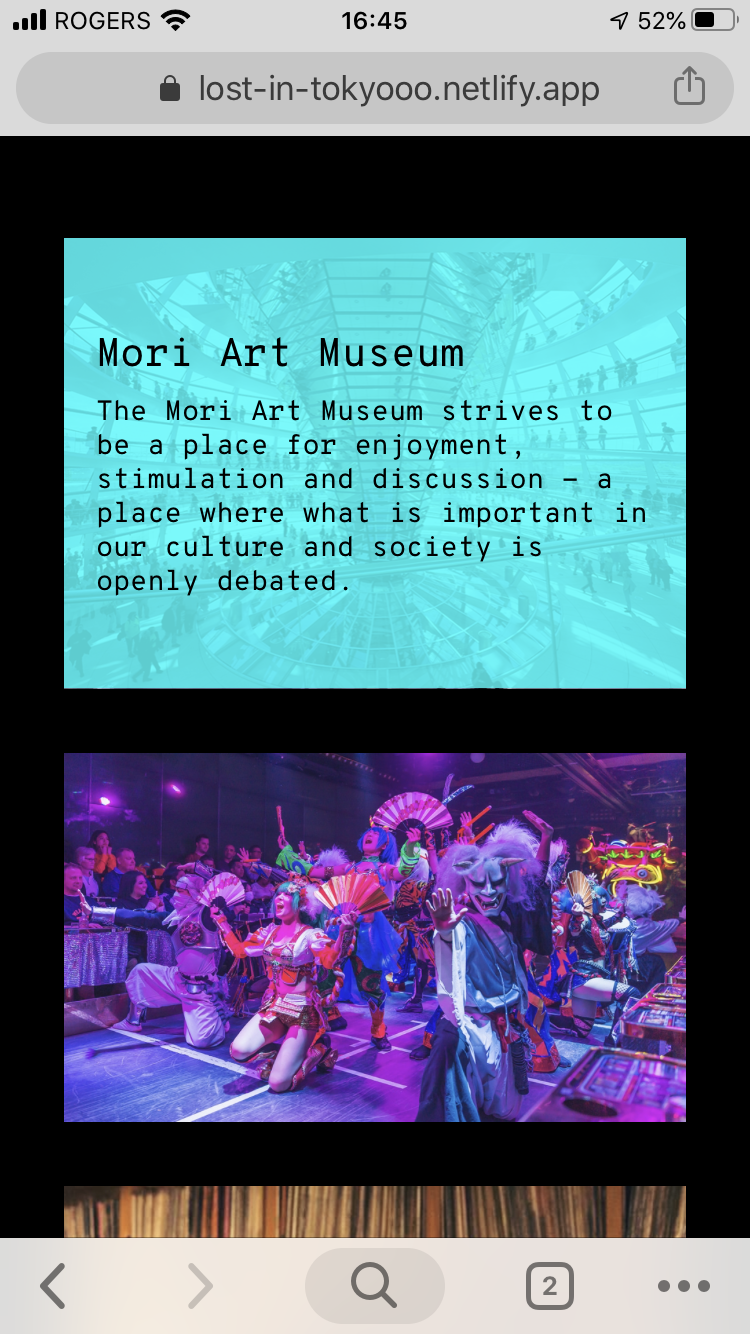 ROGERS 16:45 52%
lost-in-tokyooo.netlify.app
Mori Art Museum
The Mori Art Museum strives to
be a place for enjoyment,
stimulation and discussion – a
place where what is important in
our culture and society is
openly debated.
2